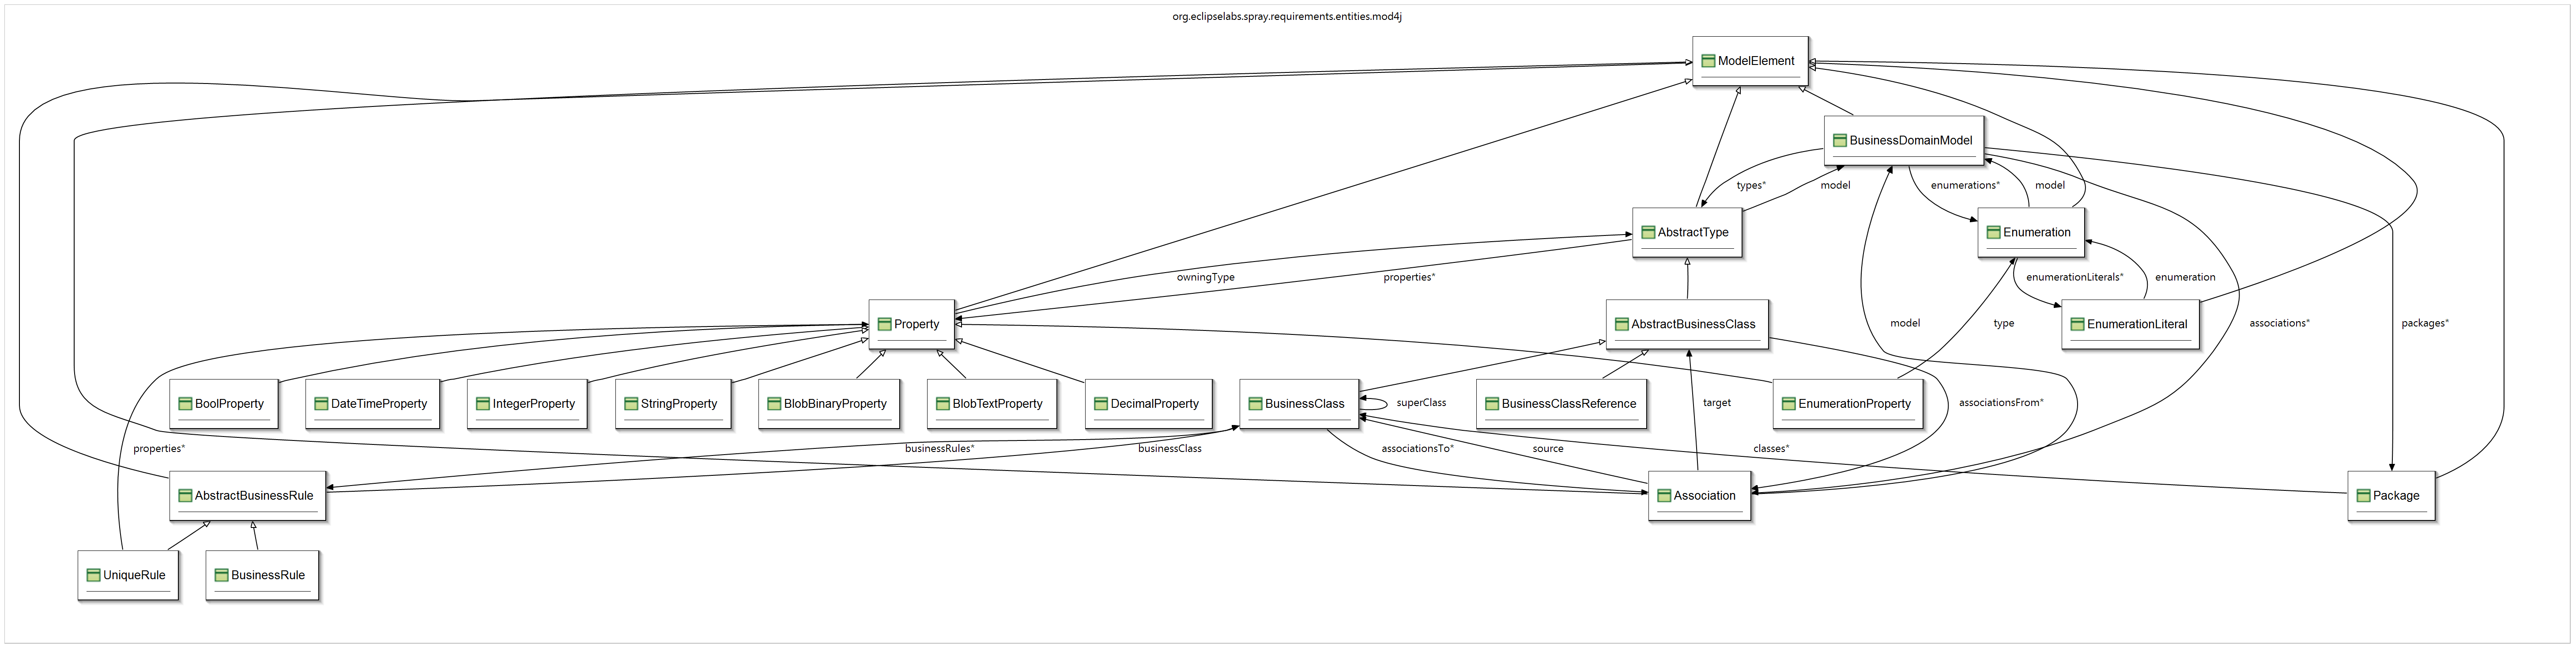 org.eclipselabs.spray.requirements.entities.mod4j
ModelElement
BusinessDomainModel
types*
model
enumerations*
model
AbstractType
Enumeration
owningType
properties*
enumerationLiterals*
enumeration
Property
AbstractBusinessClass
model
type
EnumerationLiteral
associations*
packages*
BoolProperty
DateTimeProperty
IntegerProperty
StringProperty
BlobBinaryProperty
BlobTextProperty
DecimalProperty
BusinessClass
superClass
BusinessClassReference
target
EnumerationProperty
associationsFrom*
properties*
businessRules*
businessClass
associationsTo*
source
classes*
AbstractBusinessRule
Association
Package
UniqueRule
BusinessRule